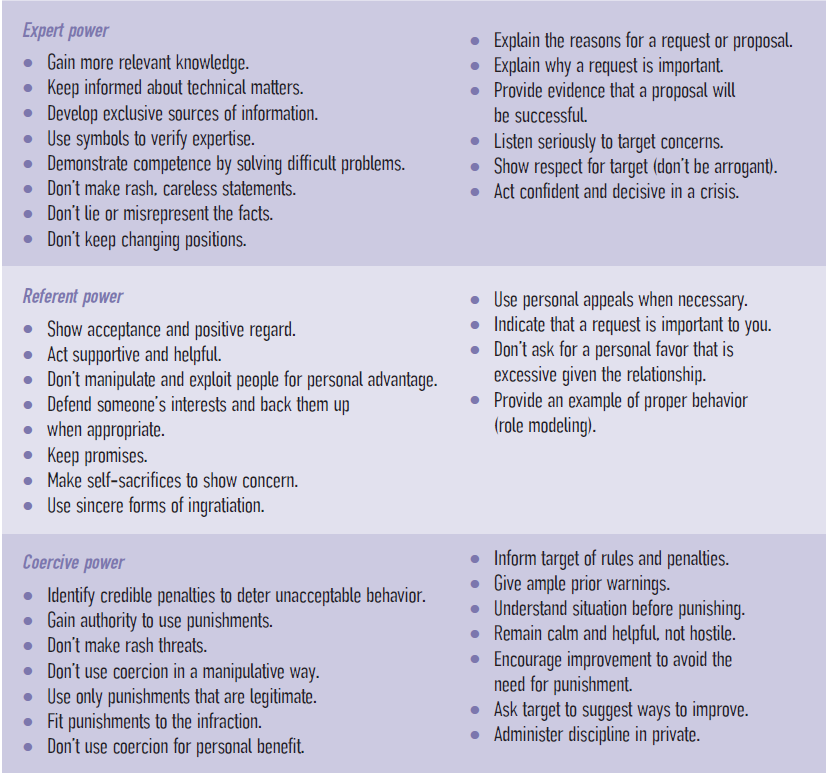 Expert power
• Gain more relevant knowledge.
• Keep informed about technical matters.
• Develop exclusive sources of information.
• Use symbols to verify expertise.
• Demonstrate competence by solving difficult problems.
• Don't make rash, careless statements.
• Don't lie or misrepresent the facts.
• Don't keep changing positions.
• Explain the reasons for a request or proposal.
• Explain why a request is important.
• Provide evidence that a proposal will
be successful.
• Listen seriously to target concerns.
• Show respect for target (don't be arrogant).
• Act confident and decisive in a crisis.
Referent power
• Show acceptance and positive regard.
• Act supportive and helpful.
• Don't manipulate and exploit people for personal advantage.
• Defend someone's interests and back them up
• when appropriate.
• Keep promises.
• Make self-sacrifices to show concern.
• Use sincere forms of ingratiation.
• Use personal appeals when necessary.
• Indicate that a request is important to you.
• Don't ask for a personal favor that is
excessive given the relationship.
• Provide an example of proper behavior
(role modeling).
Coercive power
• Identify credible penalties to deter unacceptable behavior.
• Gain authority to use punishments.
• Don't make rash threats.
• Don't use coercion in a manipulative way.
• Use only punishments that are legitimate.
• Fit punishments to the infraction.
• Don't use coercion for personal benefit.
• Inform target of rules and penalties.
• Give ample prior warnings.
• Understand situation before punishing.
• Remain calm and helpful, not hostile.
• Encourage improvement to avoid the
need for punishment.
• Ask target to suggest ways to improve.
• Administer discipline in private.